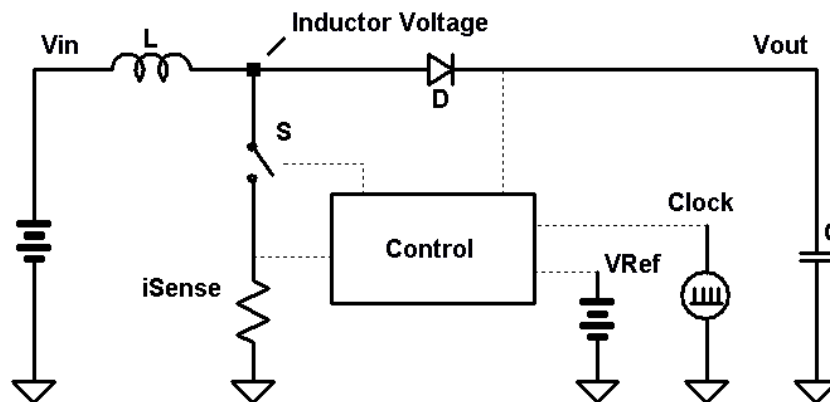 Inductor Voltage
Vin
L
Vout
D
S
Clock
Control
VRef
iSense